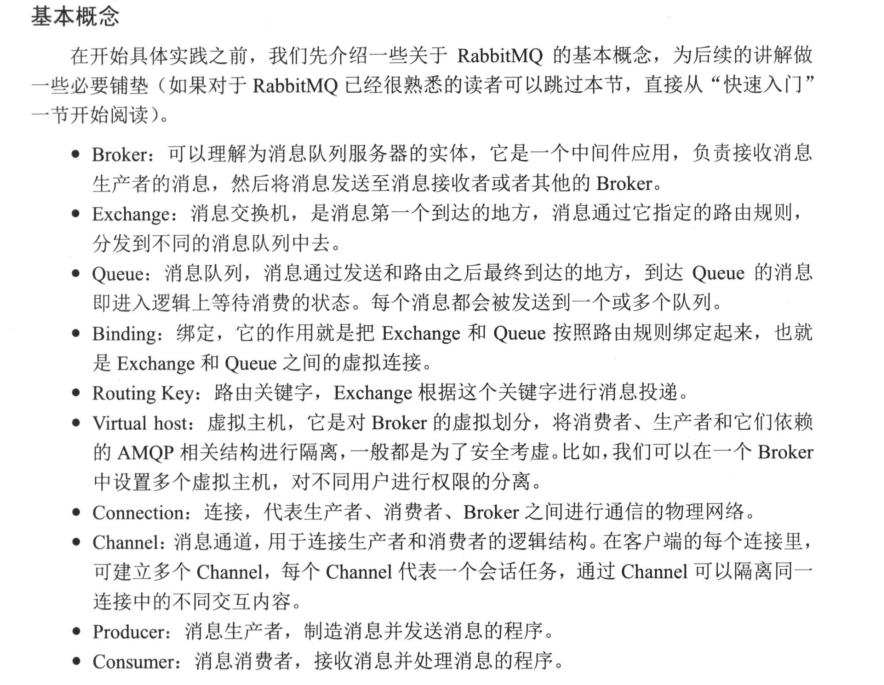 基本概念
在开始具体实践之前，我们先介绍一些关于 RabbitMQ 的基本概念，为后续的讲解做
一些必要铺垫（如果对于 RabbitMQ 已经很熟悉的读者可以跳过本节，直接从“快速入门”
一节开始阅读）。
● Broker：可以理解为消息队列服务器的实体，它是一个中间件应用，负责接收消息
生产者的消息，然后将消息发送至消息接收者或者其他的 Broker。
● Exchange：消息交换机，是消息第一个到达的地方，消息通过它指定的路由规则，
分发到不同的消息队列中去。
● Queue：消息队列，消息通过发送和路由之后最终到达的地方，到达 Queue 的消息
即进入逻辑上等待消费的状态。每个消息都会被发送到一个或多个队列。
● Binding：绑定，它的作用就是把 Exchange 和 Queue 按照路由规则绑定起来，也就
是 Exchange 和 Queue 之间的虚拟连接。
● Routing Key：路由关键字，Exchange 根据这个关键字进行消息投递。
● Virtual host：虚拟主机，它是对 Broker 的虚拟划分，将消费者、生产者和它们依赖
的 AMQP 相关结构进行隔离，一般都是为了安全考虑。比如，我们可以在一个 Broker
中设置多个虚拟主机，对不同用户进行权限的分离。
● Connection：连接，代表生产者、消费者、Broker 之间进行通信的物理网络。
● Channel：消息通道，用于连接生产者和消费者的逻辑结构。在客户端的每个连接里，
可建立多个 Channel，每个 Channel 代表一个会话任务，通过 Channel 可以隔离同一
连接中的不同交互内容。
● Producer：消息生产者，制造消息并发送消息的程序。
● Consumer：消息消费者，接收消息并处理消息的程序。